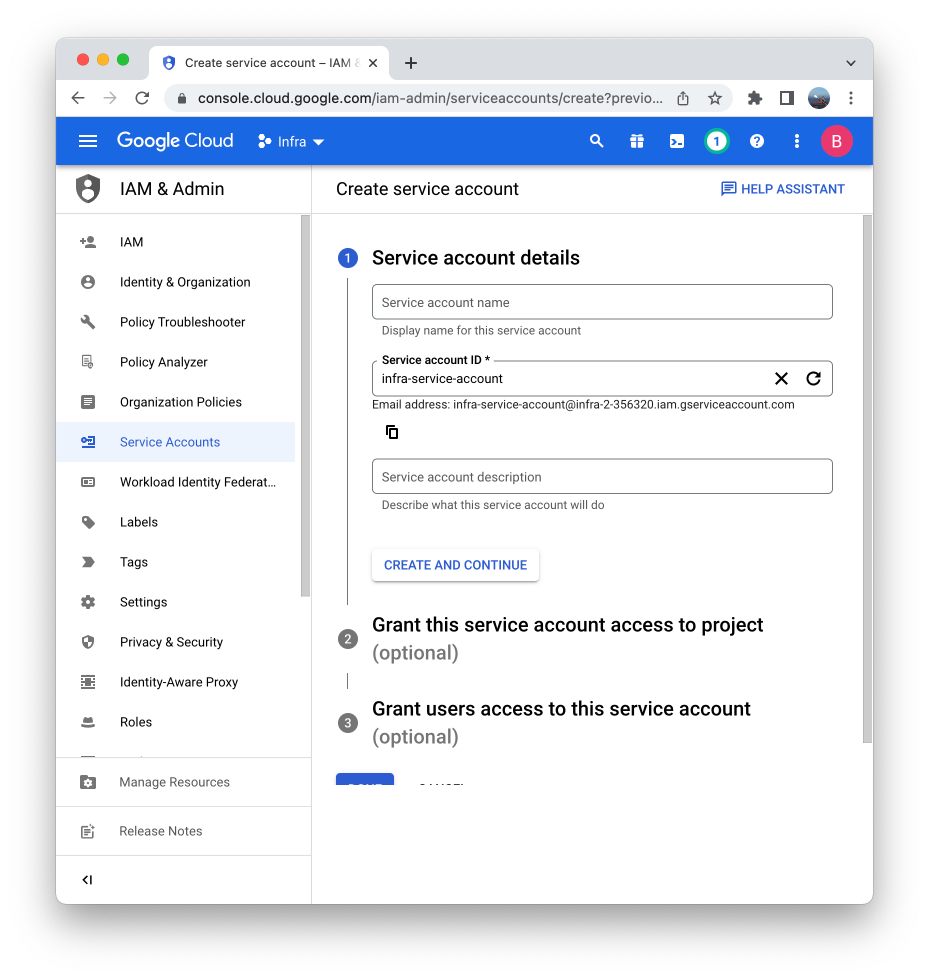 Create service account – IAM &
console.cloud.google.com/iam-admin/serviceaccounts/create?previo...
Google Cloud
Infra
1
B
IAM & Admin
Create service account
HELP ASSISTANT
IAM
Identity & Organization
Policy Troubleshooter
Policy Analyzer
Organization Policies
Service Accounts
Workload Identity Federat...
Labels
Tags
Settings
Privacy & Security
Identity-Aware Proxy
Roles
Manage Resources
Release Notes
1
Service account details
Service account name
Display name for this service account
Service account ID *
infra-service-account
Email address: infra-service-account@infra-2-356320.iam.gserviceaccount.com
Service account description
Describe what this service account will do
CREATE AND CONTINUE
2
Grant this service account access to project
(optional)
3
Grant users access to this service account
(optional)
CANCEL